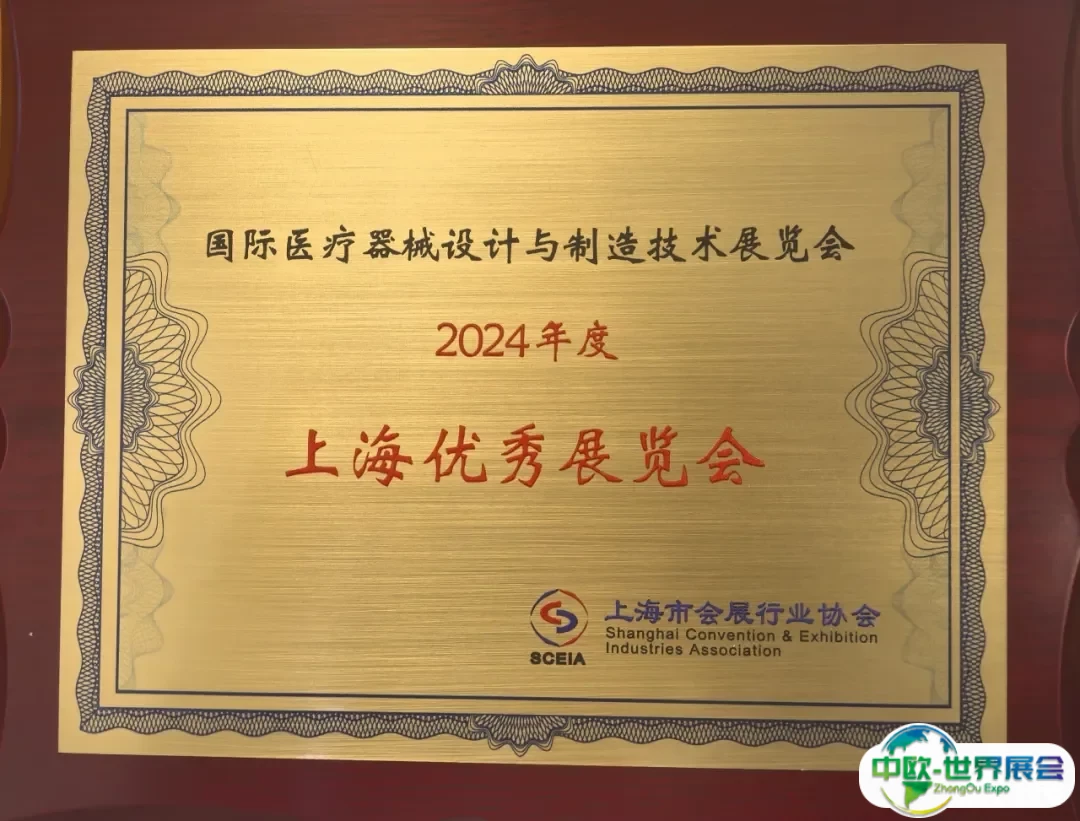 国际医疗器械设计与制造技术展览会
2024年度
上海优秀展览会
上海市会展行业协会
Shanghai Convention & Exhibition
Industries Association
SCEIA
中欧-世界展会
ZhongOu Expo